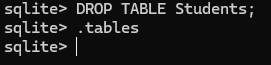 sqlite> DROP TABLE Students;
sqlite> .tables
sqlite>